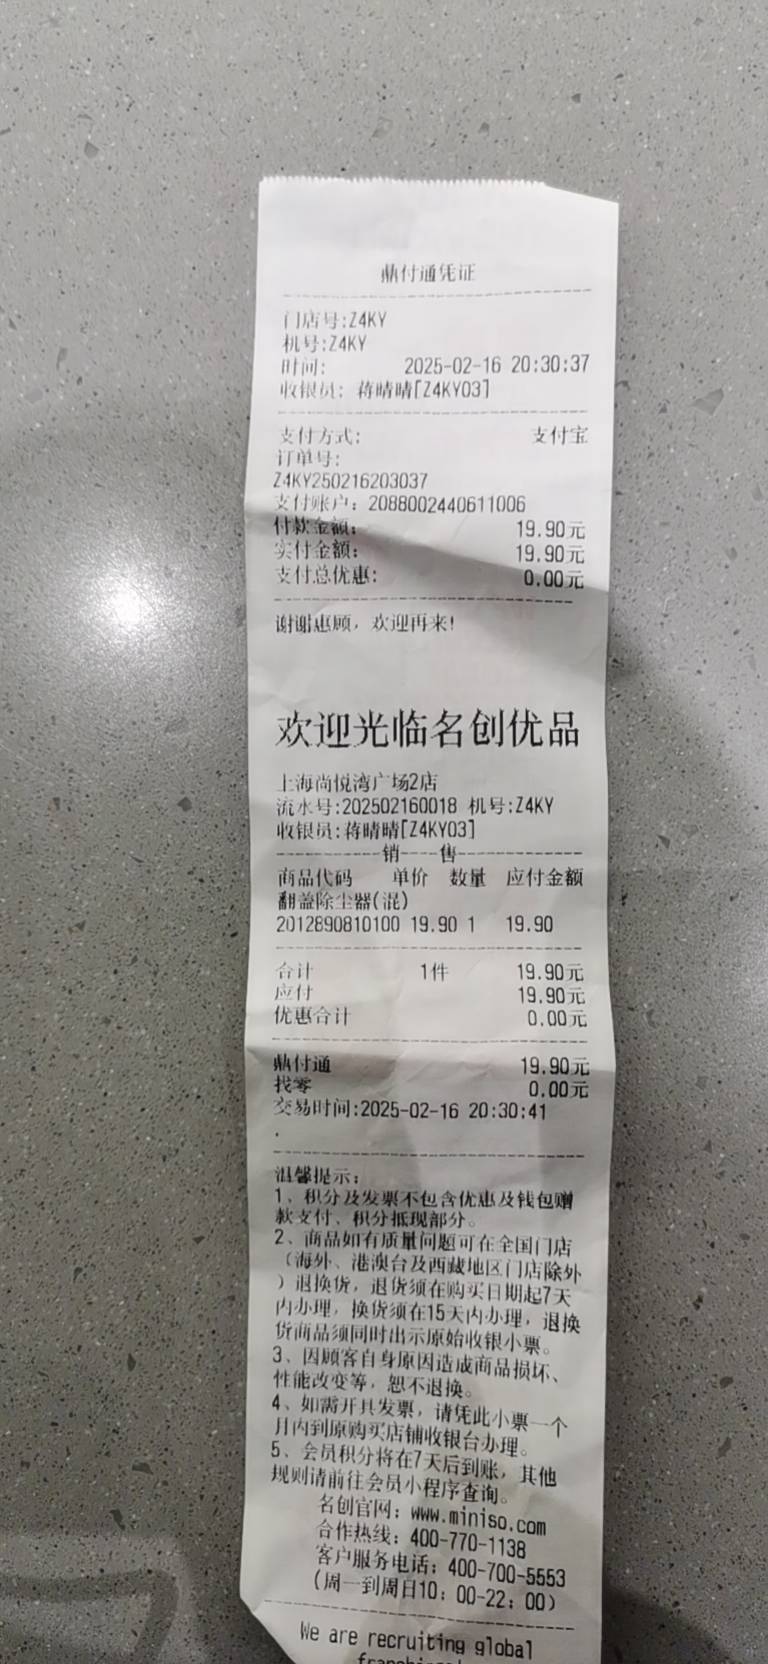 鼎付通凭证
门店号:Z4KY
机号:Z4KY
时间: 2025-02-16 20:30:37
收银员: 蒋晴晴[Z4KY03]
支付方式: 支付宝
订单号:
Z4KY250216203037
支付账户: 2088002440611006
付款金额: 19.90元
实付金额: 19.90元
支付总优惠: 0.00元
谢谢惠顾，欢迎再来!
欢迎光临名创优品
上海尚悦湾广场2店
流水号:202502160018 机号:Z4KY
收银员:蒋晴晴[Z4KY03]
销----售
商品代码 单价 数量 应付金额
翻盖除尘器(混)
2012890810100 19.90 1 19.90
合计 1件 19.90元
应付 19.90元
优惠合计 0.00元
鼎付通 19.90元
找零 0.00元
交易时间:2025-02-16 20:30:41
.
温馨提示:
1、积分及发票不包含优惠及钱包赠
款支付、积分抵现部分。
2、商品如有质量问题可在全国门店
（海外、港澳台及西藏地区门店除外
）退换货，退货须在购买日期起7天
内办理，换货须在15天内办理，退换
货商品须同时出示原始收银小票。
3、因顾客自身原因造成商品损坏、
性能改变等，恕不退换。
4、如需开具发票，请凭此小票一个
月内到原购买店铺收银台办理。
5、会员积分将在7天后到账，其他
规则请前往会员小程序查询。
名创官网: www.miniso.com
合作热线: 400-770-1138
客户服务电话: 400-700-5553
(周一到周日10: 00-22: 00)
We are recruiting global